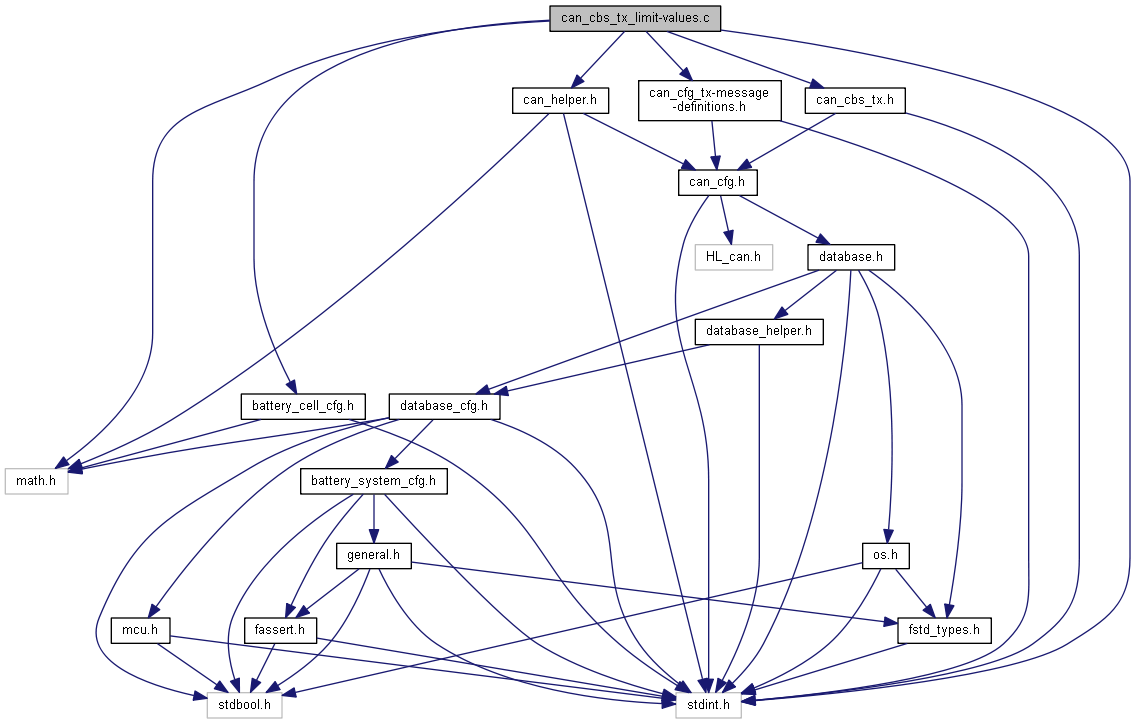 can_cbs_tx_limit-values.c
can_helper.h
can_cfg_tx-message
-definitions.h
can_cbs_tx.h
can_cfg.h
HL_can.h
database.h
database_helper.h
battery_cell_cfg.h
database_cfg.h
math.h
battery_system_cfg.h
general.h
os.h
mcu.h
fassert.h
fstd_types.h
stdbool.h
stdint.h